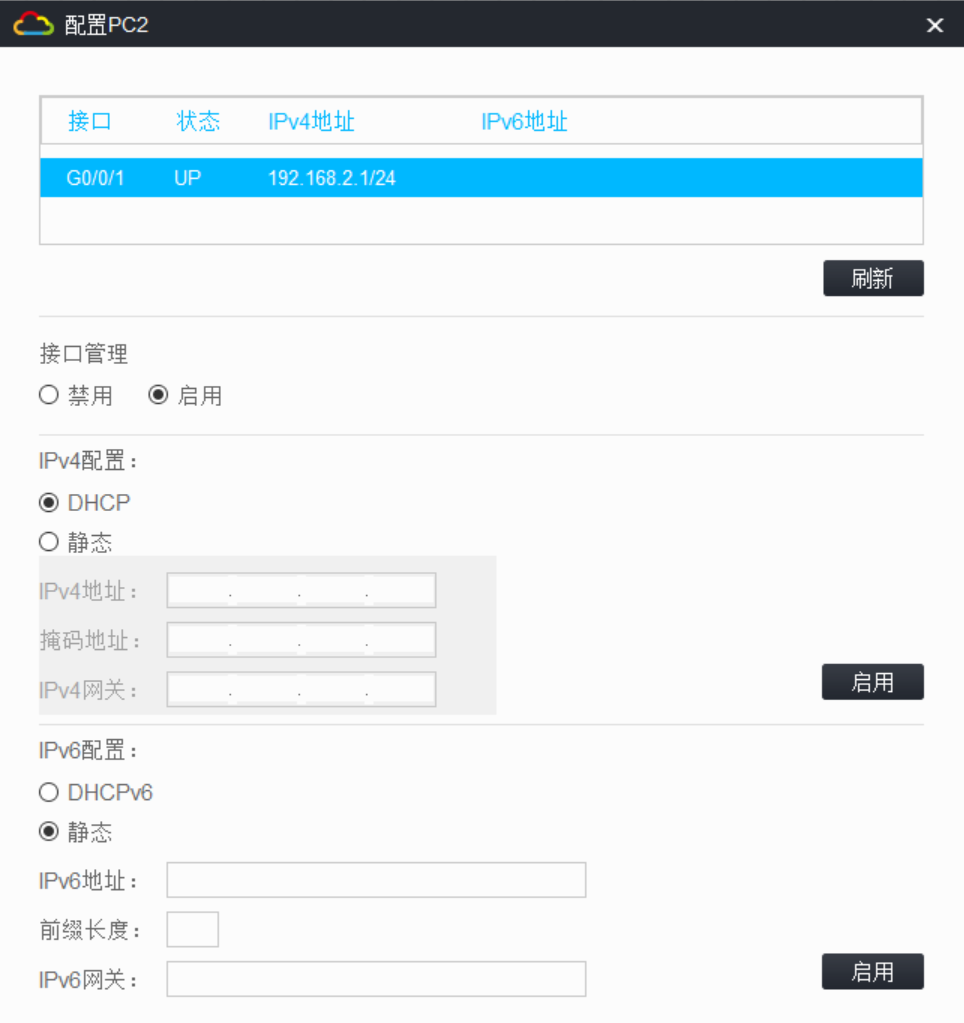 配置PC2
接口 状态 IPv4地址 IPv6地址
G0/0/1 UP 192.168.2.1/24
刷新
接口管理
禁用 启用
IPv4配置：
DHCP
静态
IPv4地址： . . .
掩码地址： . . .
IPv4网关： . . .
启用
IPv6配置：
DHCPv6
静态
IPv6地址：
前缀长度：
IPv6网关：
启用